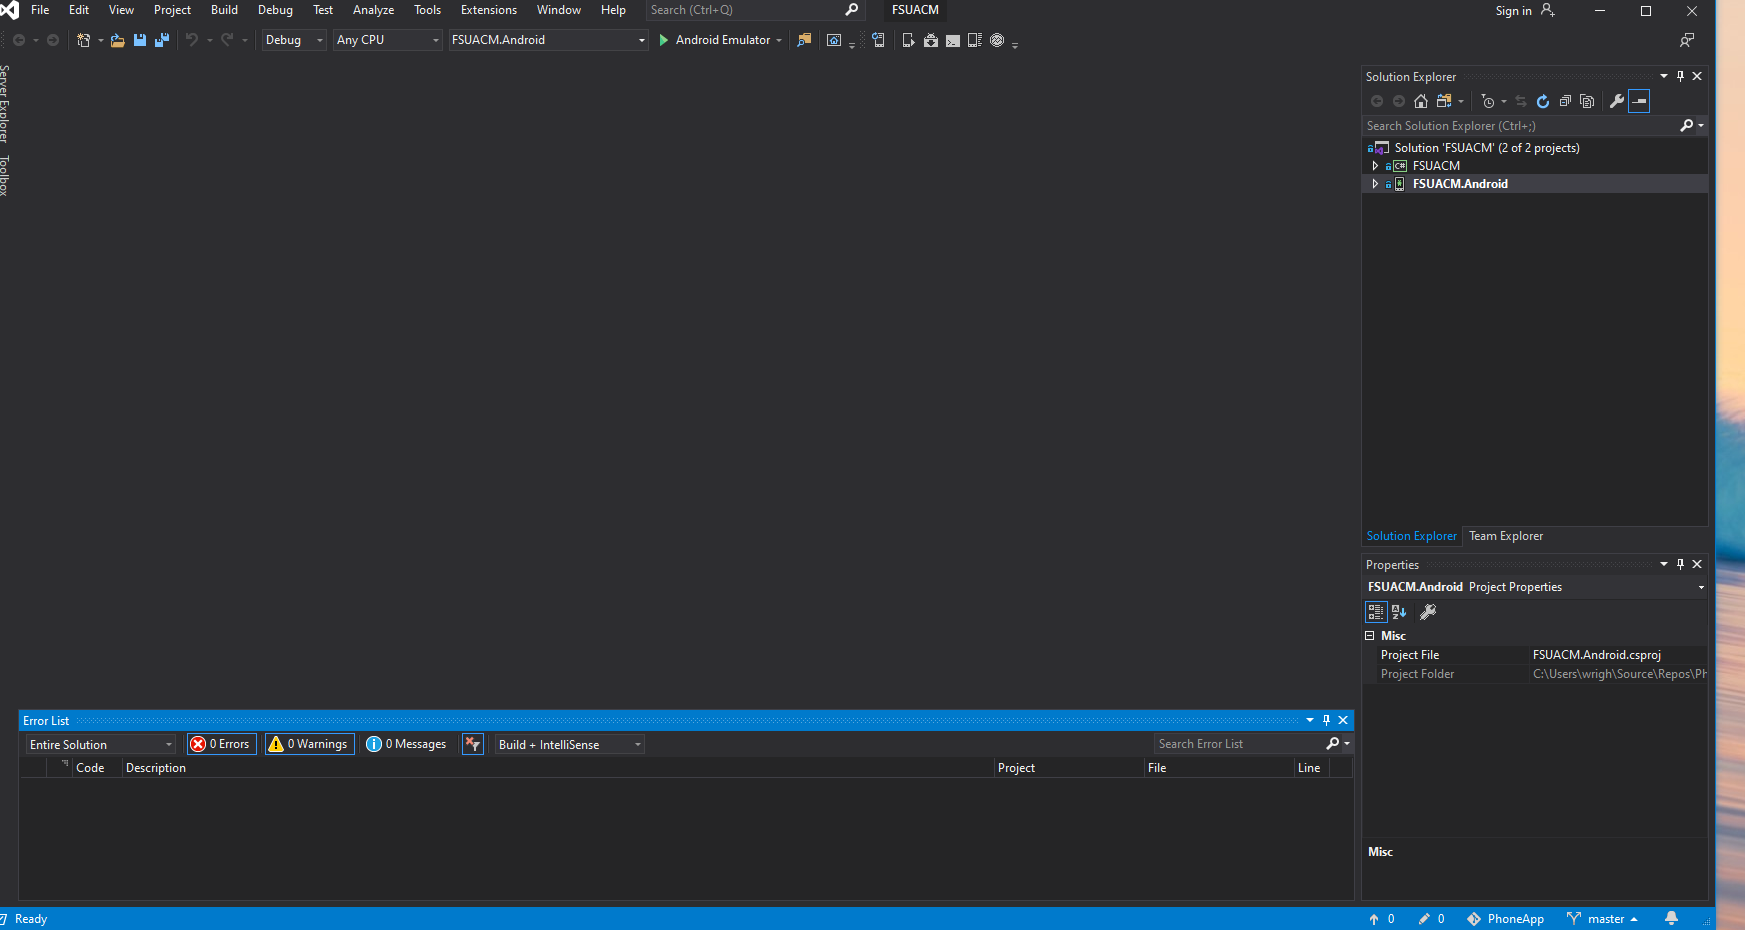 File Edit View Project Build Debug Test Analyze Tools Extensions Window Help Search (Ctrl+Q) FSUACM Sign in
Debug Any CPU FSUACM.Android Android Emulator
Server Explorer
Toolbox
Solution Explorer
Search Solution Explorer (Ctrl+;)
Solution 'FSUACM' (2 of 2 projects)
C# FSUACM
FSUACM.Android
Solution Explorer Team Explorer
Properties
FSUACM.Android Project Properties
Misc
Project File FSUACM.Android.csproj
Project Folder C:\Users\wrigh\Source\Repos\Ph
Misc
Error List
Entire Solution 0 Errors 0 Warnings 0 Messages Build + IntelliSense Search Error List
Code Description Project File Line
Ready 0 0 PhoneApp master